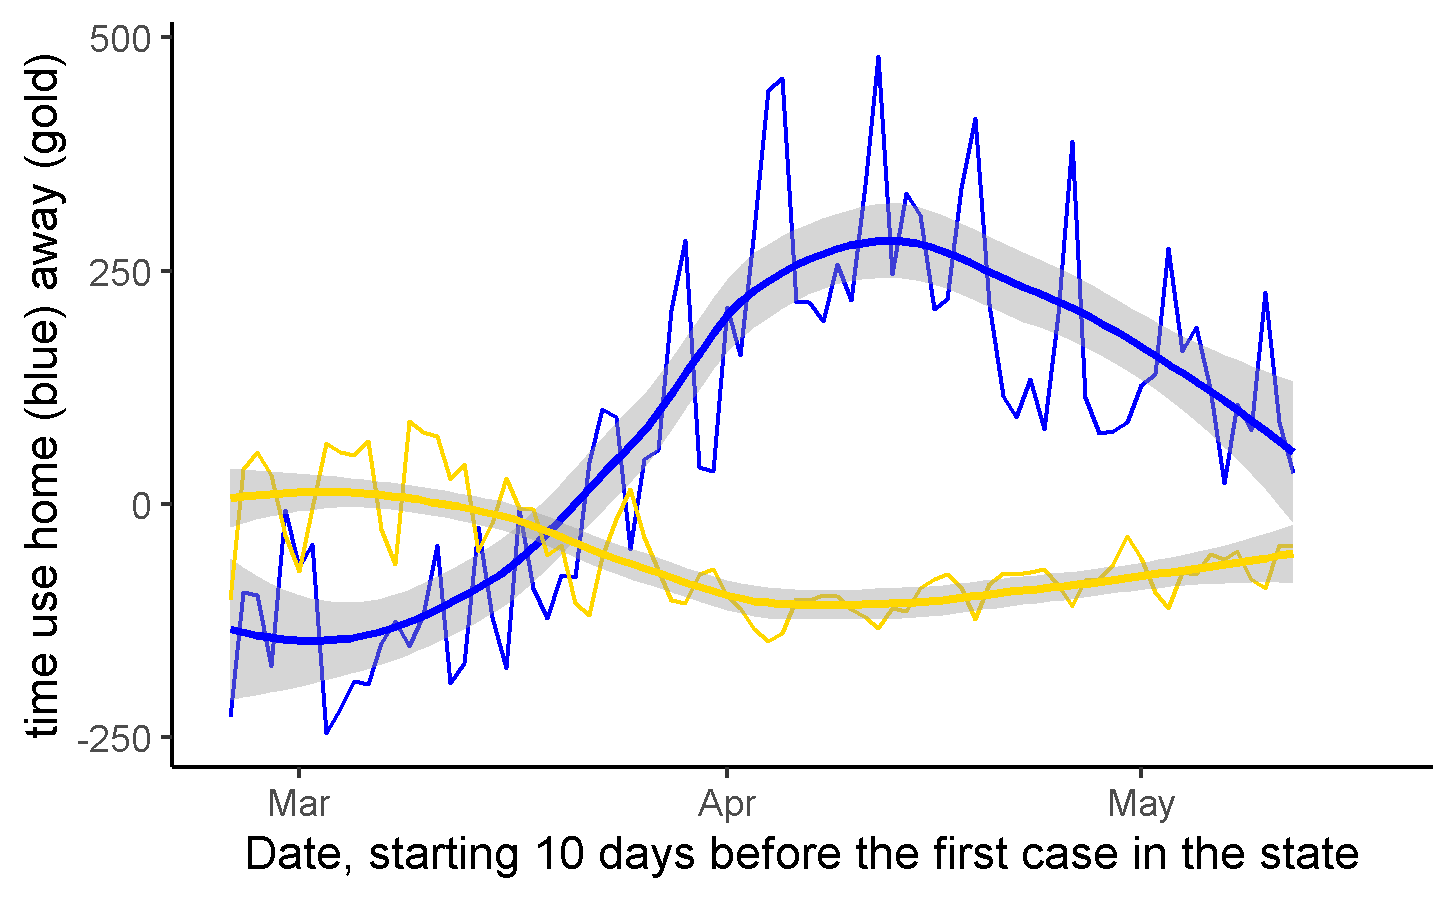 time use home (blue) away (gold)
500
250
0
-250
Mar
Apr
May
Date, starting 10 days before the first case in the state